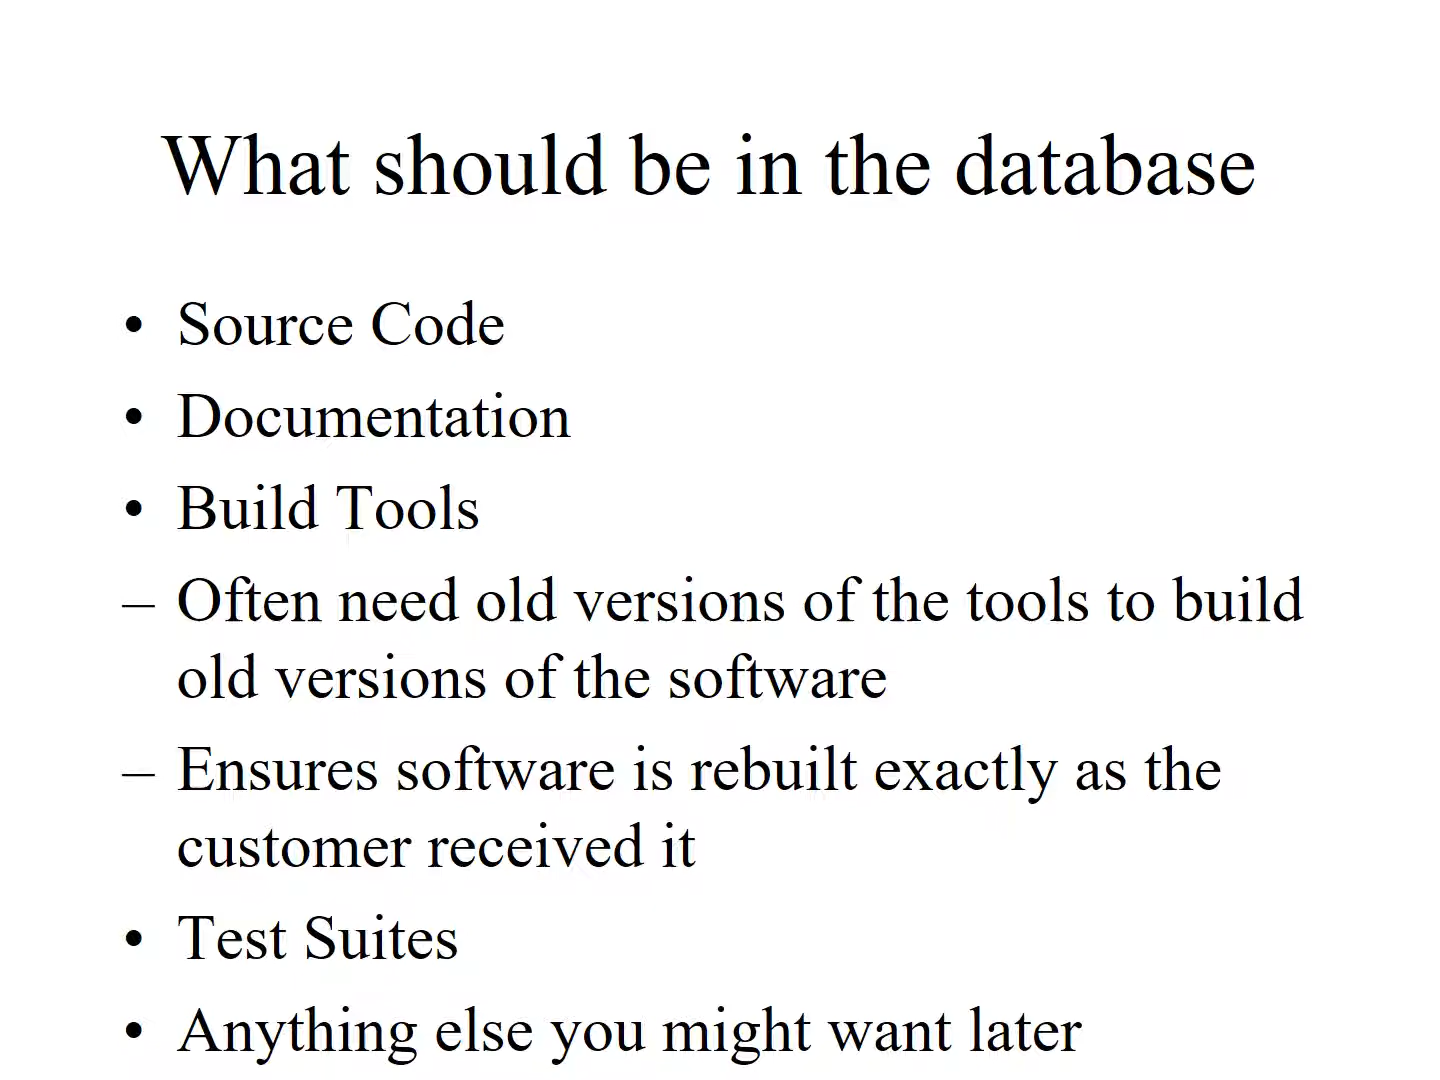 What should be in the database
• Source Code
• Documentation
• Build Tools
– Often need old versions of the tools to build
old versions of the software
– Ensures software is rebuilt exactly as the
customer received it
• Test Suites
• Anything else you might want later